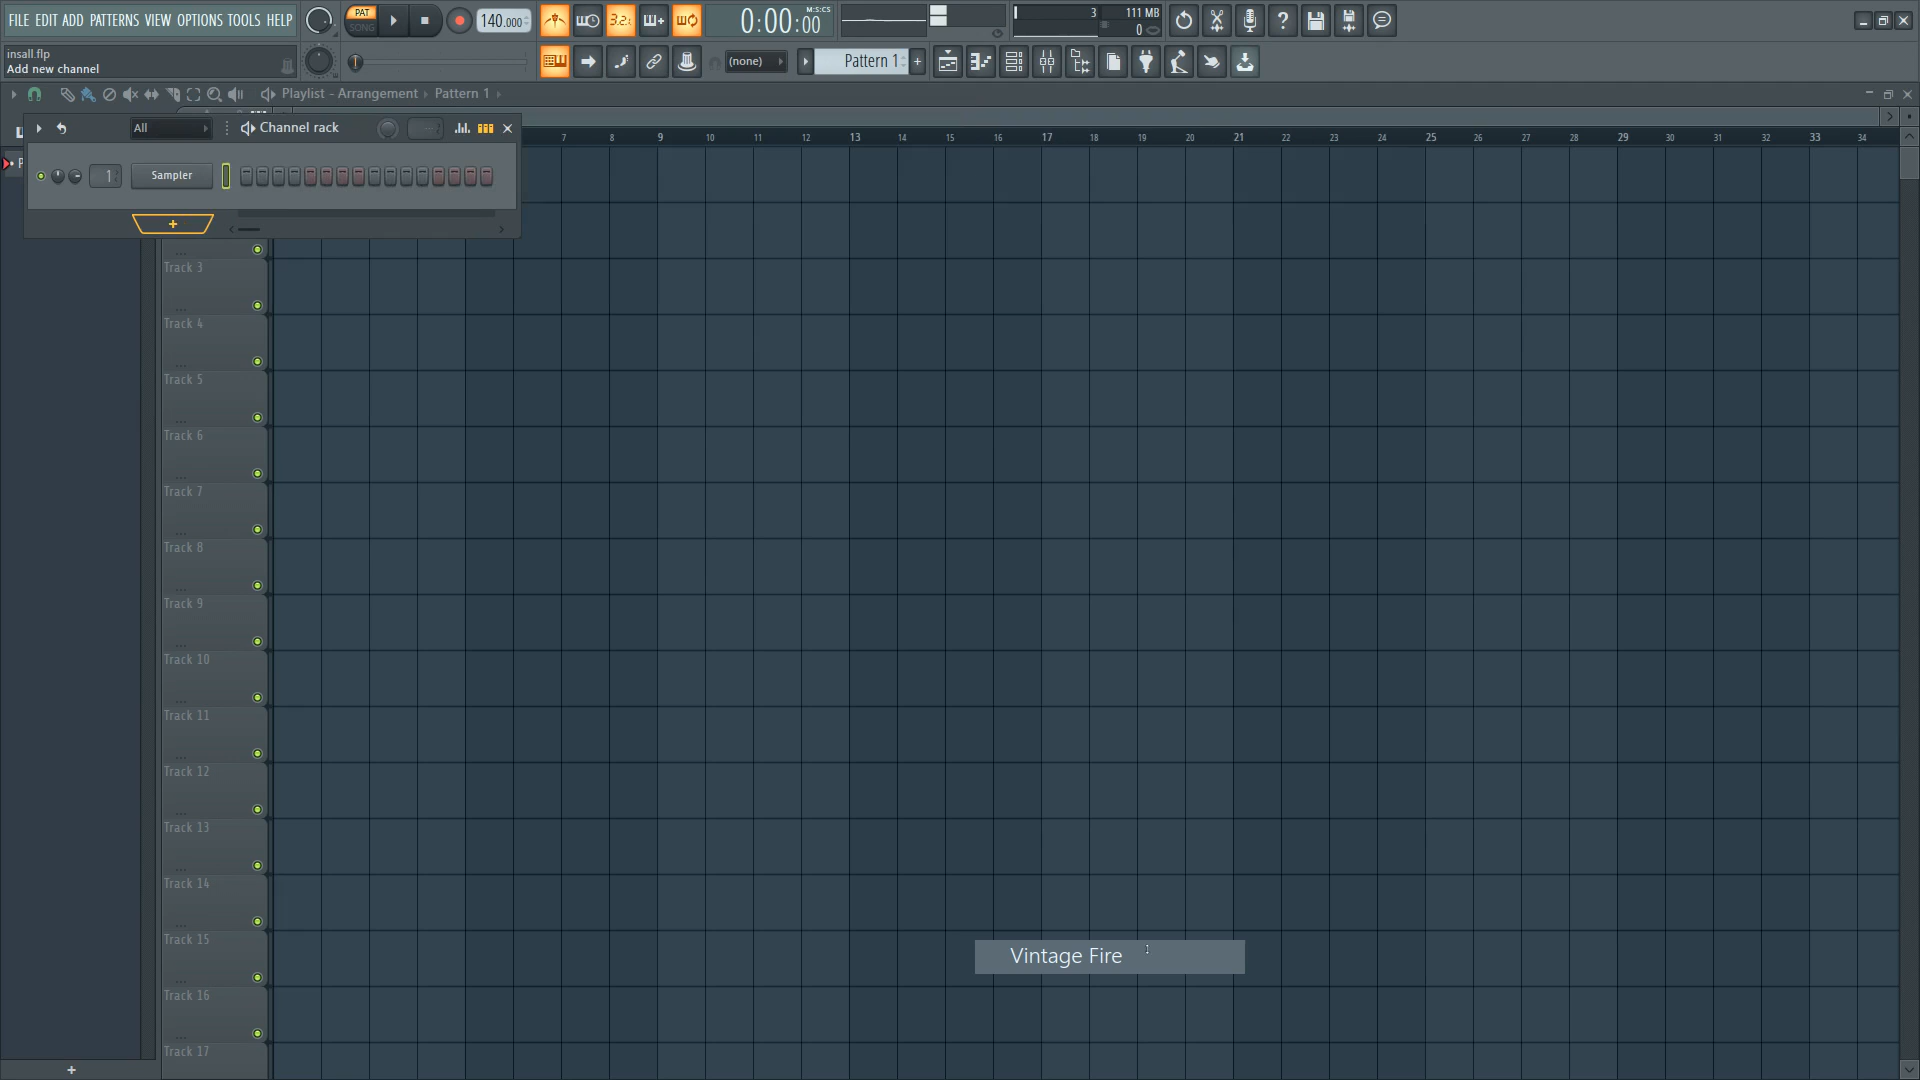 FILE EDIT ADD PATTERNS VIEW OPTIONS TOOLS HELP
PAT
SONG
140.000
3.2.
0:00:00
M:S:CS
3
111 MB
0
insall.flp
Add new channel
(none)
Pattern 1
+
Playlist - Arrangement
Pattern 1
All
Channel rack
1
Sampler
+
7 8 9 10 11 12 13 14 15 16 17 18 19 20 21 22 23 24 25 26 27 28 29 30 31 32 33 34
Track 3
Track 4
Track 5
Track 6
Track 7
Track 8
Track 9
Track 10
Track 11
Track 12
Track 13
Track 14
Track 15
Track 16
Track 17
Vintage Fire
+